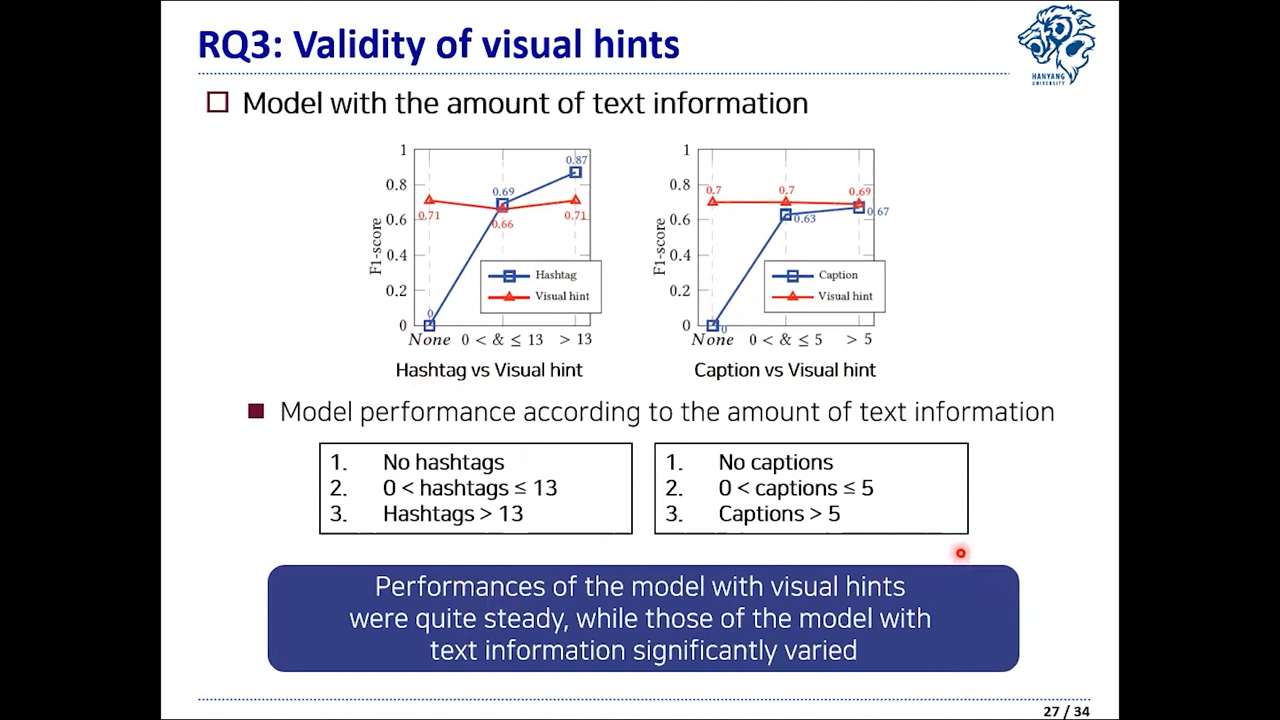 RQ3: Validity of visual hints
HANYANG
UNIVERSITY
Model with the amount of text information
1
0.8
0.6
0.4
0.2
0
F1-score
0.87
0.69
0.71
0.66
0.71
0
Hashtag
Visual hint
None 0 < & ≤ 13 > 13
Hashtag vs Visual hint
1
0.8
0.6
0.4
0.2
0
F1-score
0.7
0.7
0.69
0.63
0.67
0
Caption
Visual hint
None 0 < & ≤ 5 > 5
Caption vs Visual hint
Model performance according to the amount of text information
1. No hashtags
2. 0 < hashtags ≤ 13
3. Hashtags > 13
1. No captions
2. 0 < captions ≤ 5
3. Captions > 5
Performances of the model with visual hints
were quite steady, while those of the model with
text information significantly varied
27 / 34